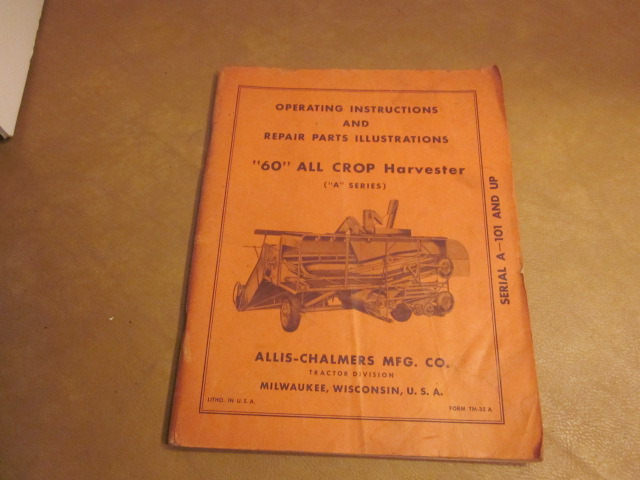 OPERATING INSTRUCTIONS
AND
REPAIR PARTS ILLUSTRATIONS
"60" ALL CROP Harvester
("A" SERIES)
SERIAL A—101 AND UP
ALLIS-CHALMERS MFG. CO.
TRACTOR DIVISION
MILWAUKEE, WISCONSIN, U. S. A.
LITHO. IN U. S. A.
FORM TM-52 A